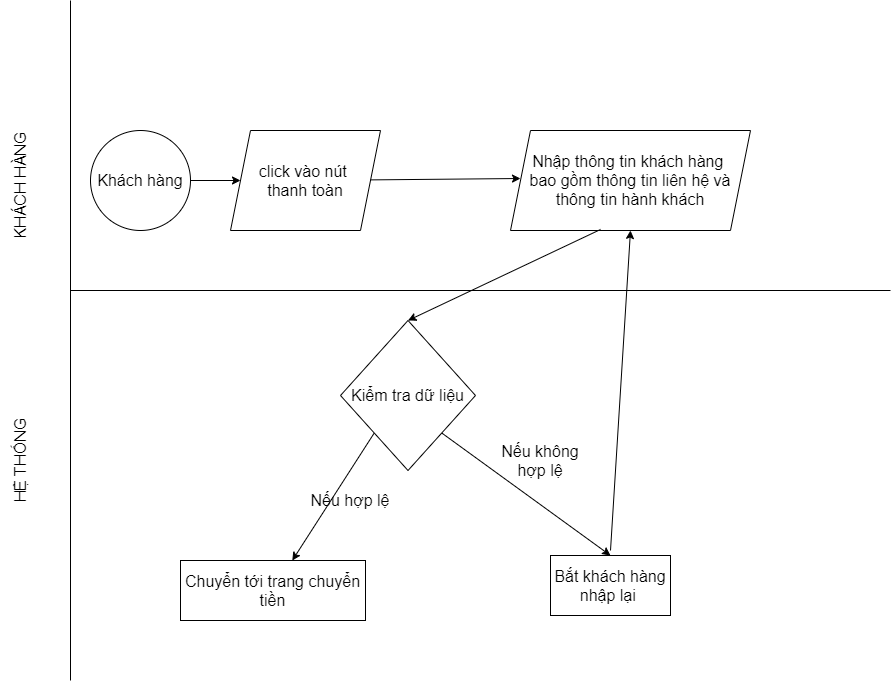 KHÁCH HÀNG
Khách hàng
click vào nút
thanh toàn
Nhập thông tin khách hàng
bao gồm thông tin liên hệ và
thông tin hành khách
HỆ THỐNG
Kiểm tra dữ liệu
Nếu không
hợp lệ
Nếu hợp lệ
Chuyển tới trang chuyển
tiền
Bắt khách hàng
nhập lại